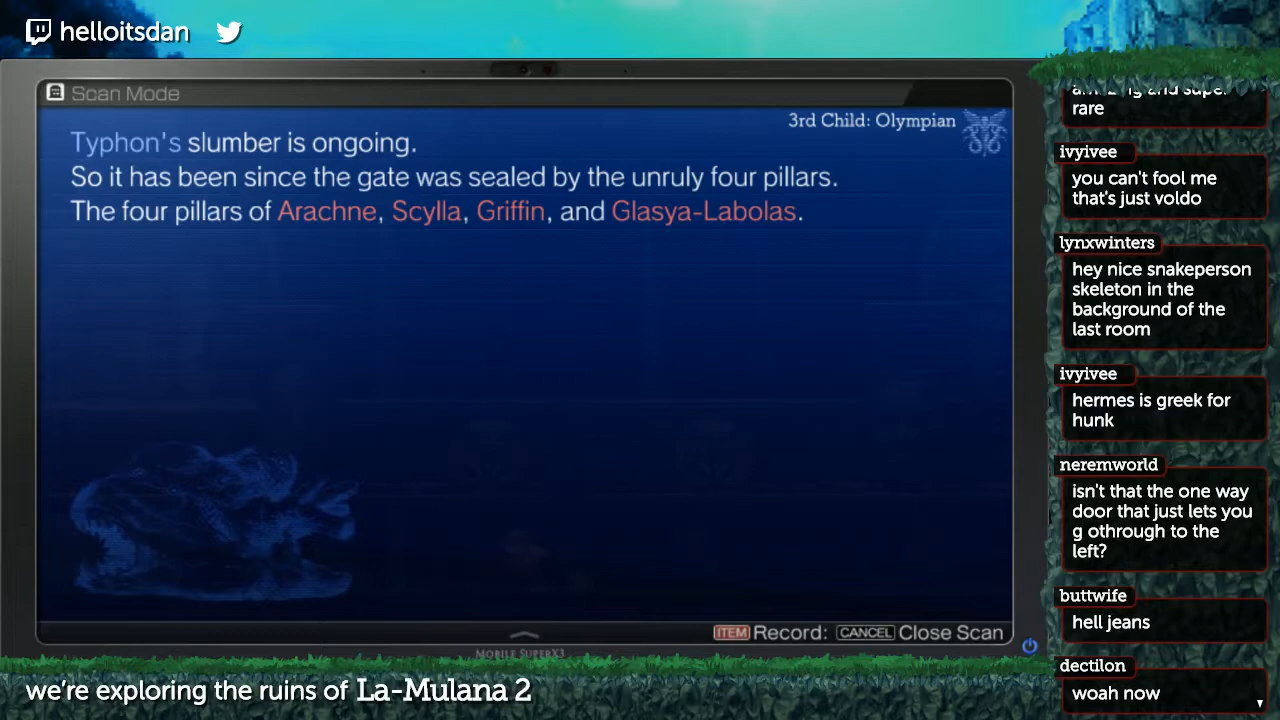 helloitsdan
Scan Mode
3rd Child: Olympian
Typhon's slumber is ongoing.
So it has been since the gate was sealed by the unruly four pillars.
The four pillars of Arachne, Scylla, Griffin, and Glasya-Labolas.
ITEM Record: CANCEL Close Scan
MOBILE SUPERX3
we're exploring the ruins of La-Mulana 2
rare
ivyivee
you can't fool me
that's just voldo
lynxwinters
hey nice snakeperson
skeleton in the
background of the
last room
ivyivee
hermes is greek for
hunk
neremworld
isn't that the one way
door that just lets you
g othrough to the
left?
buttwife
hell jeans
dectilon
woah now